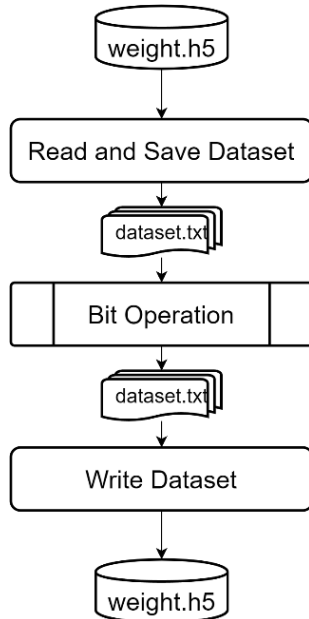 weight.h5
Read and Save Dataset
dataset.txt
Bit Operation
dataset.txt
Write Dataset
weight.h5